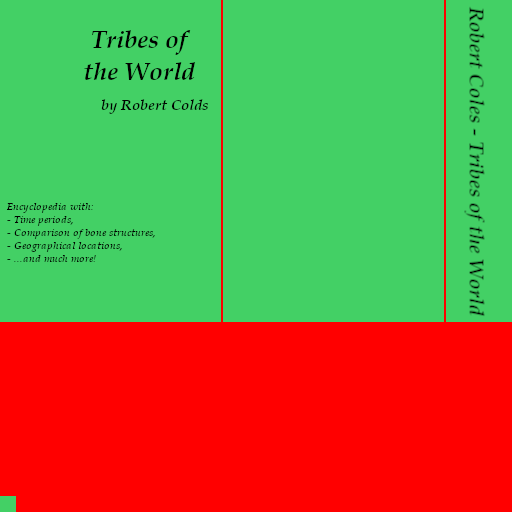 Tribes of
the World
by Robert Colds
Encyclopedia with:
- Time periods,
- Comparison of bone structures,
- Geographical locations,
- ...and much more!
Robert Coles - Tribes of the World